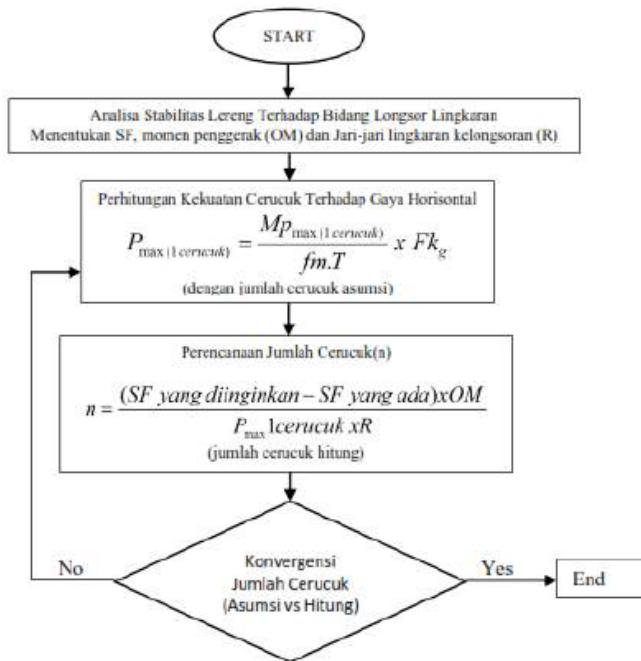 START
Analisa Stabilitas Lereng Terhadap Bidang Longsor Lingkaran
Menentukan SF, momen penggerak (OM) dan Jari-jari lingkaran kelongsoran (R)
Perhitungan Kekuatan Cerucuk Terhadap Gaya Horisontal
P max (1 cerucuk) = Mp max (1 cerucuk) / fm.T x Fk g
(dengan jumlah cerucuk asumsi)
Perencanaan Jumlah Cerucuk(n)
n = (SF yang diinginkan – SF yang ada)xOM / P max 1cerucuk xR
(jumlah cerucuk hitung)
Konvergensi
Jumlah Cerucuk
(Asumsi vs Hitung)
No
Yes
End